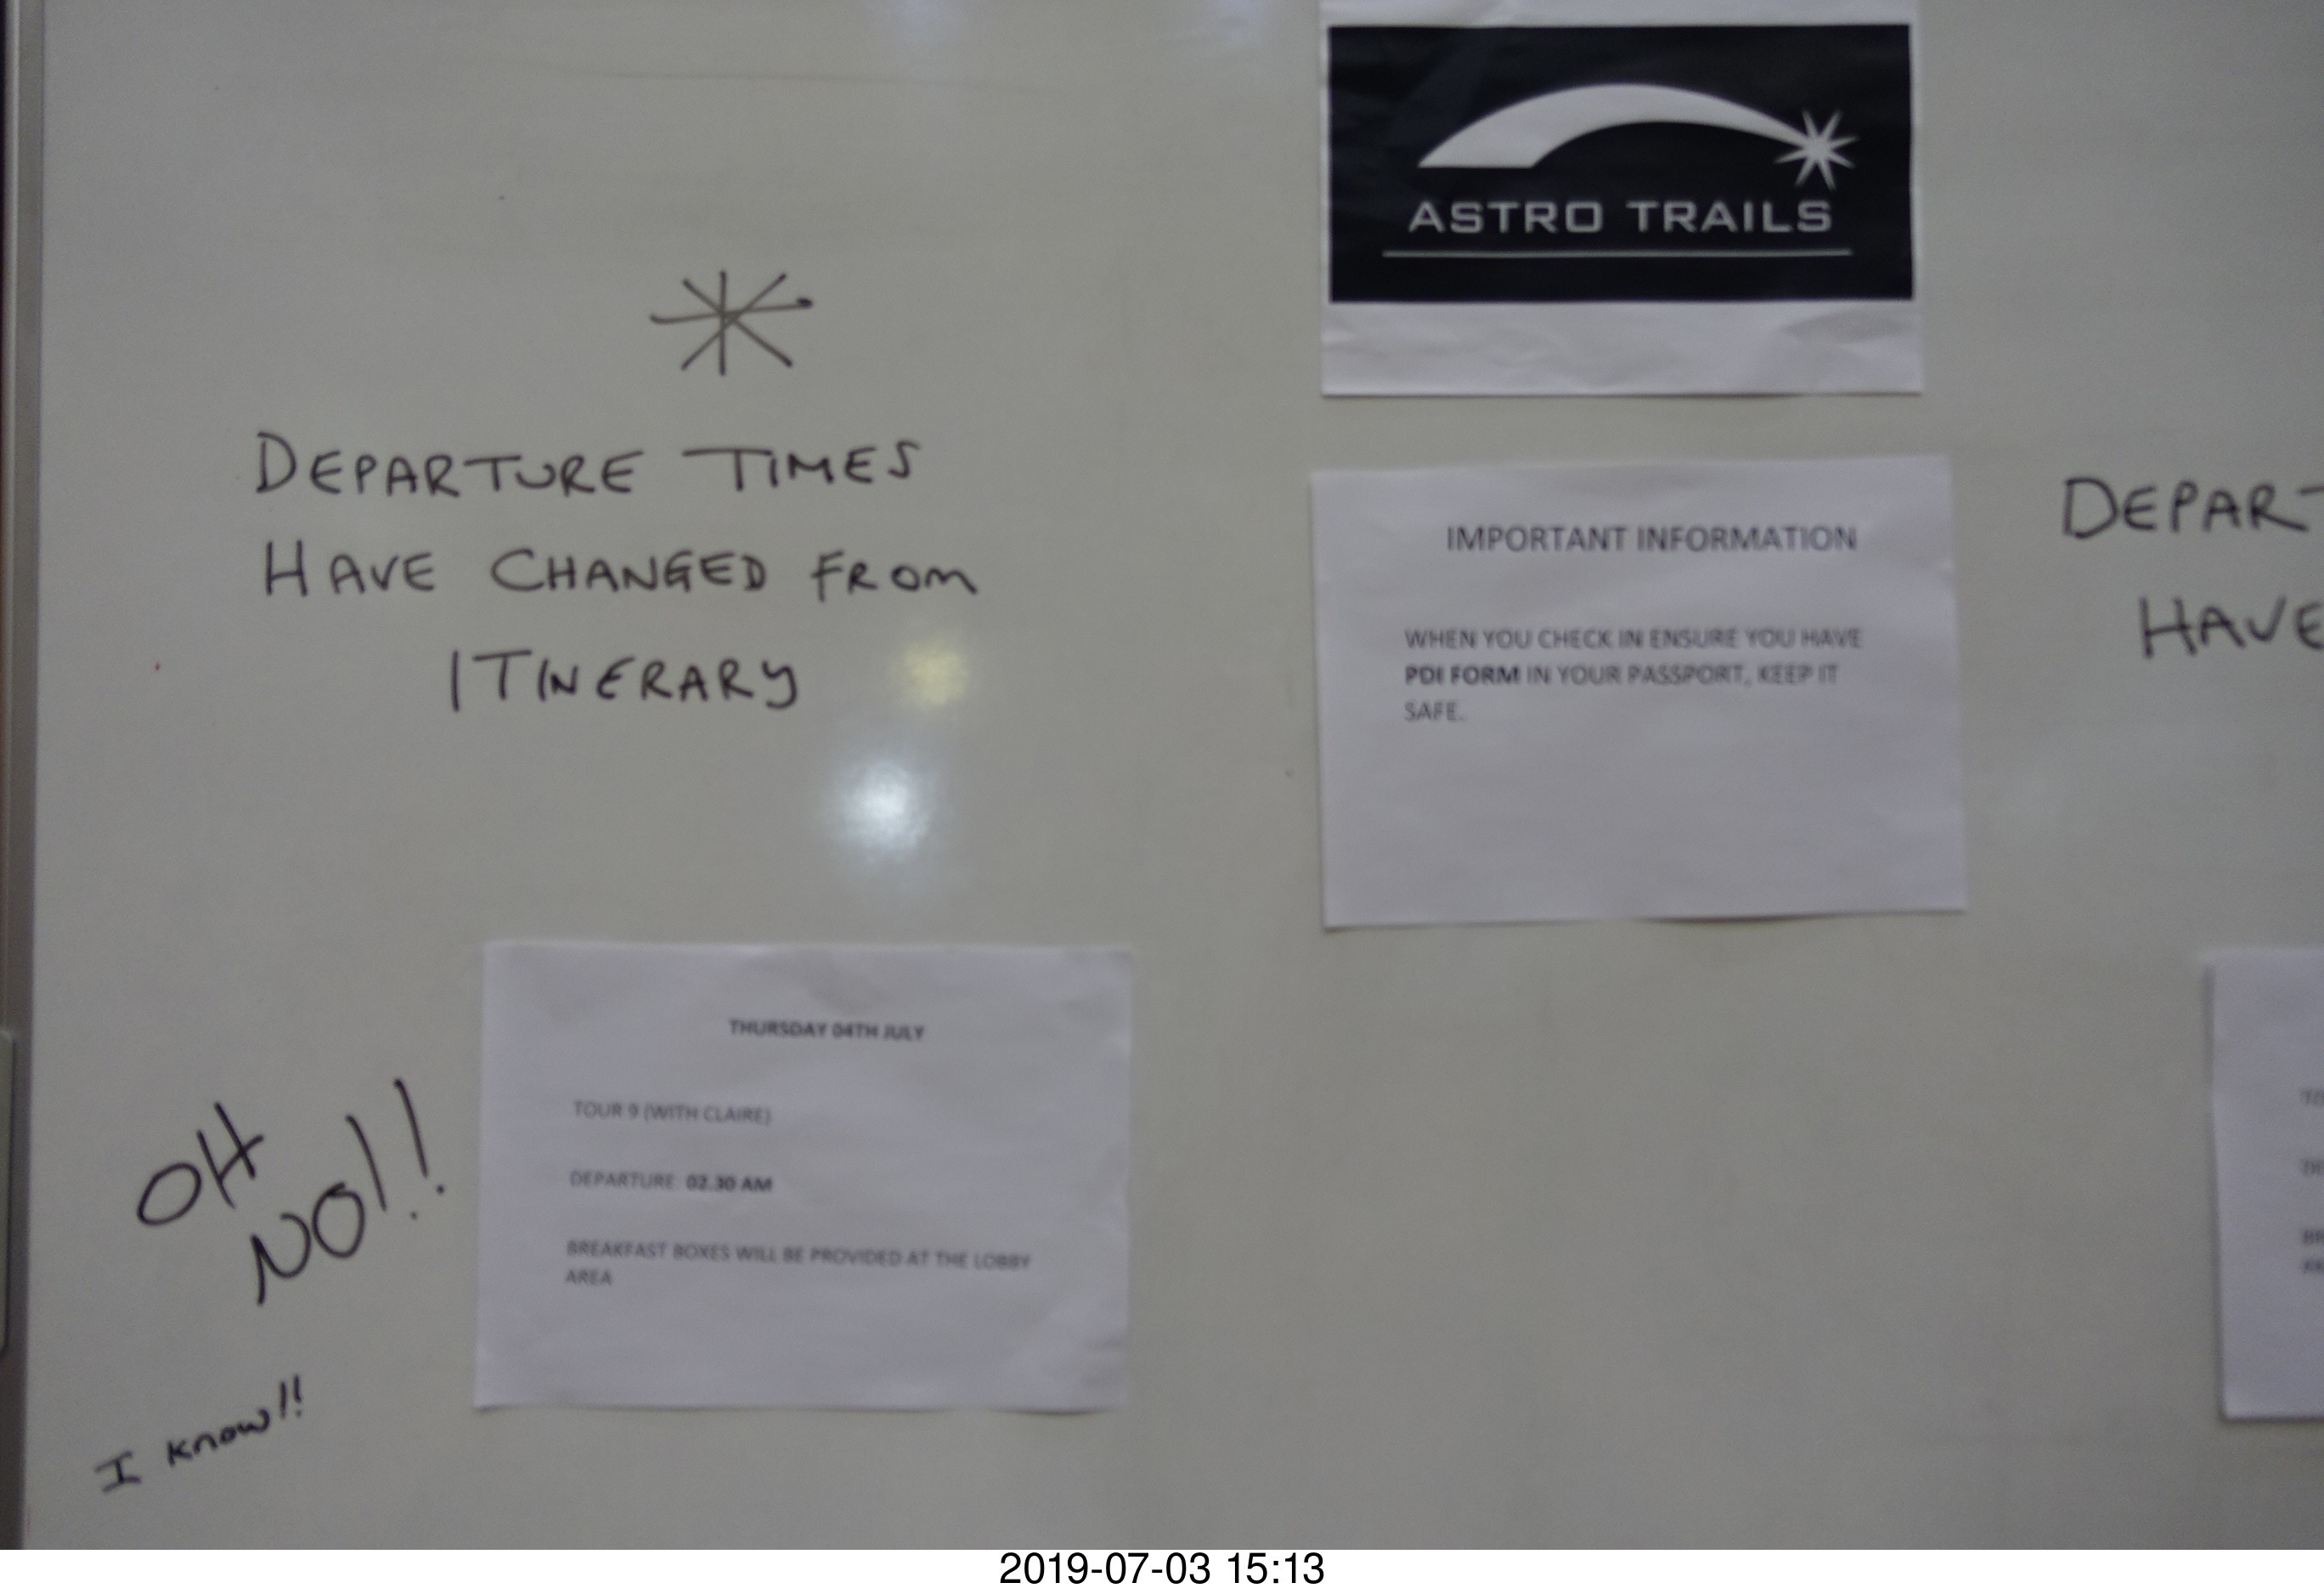 ASTRO TRAILS
DEPARTURE TIMES
HAVE CHANGED FROM
ITINERARY
IMPORTANT INFORMATION
WHEN YOU CHECK IN ENSURE YOU HAVE
PDI FORM IN YOUR PASSPORT, KEEP IT
SAFE.
DEPART
HAVE
THURSDAY 04TH JULY
TOUR 9 (WITH CLAIRE)
DEPARTURE: 02.30 AM
BREAKFAST BOXES WILL BE PROVIDED AT THE LOBBY
AREA
OH
NO!!
I know!!
2019-07-03 15:13